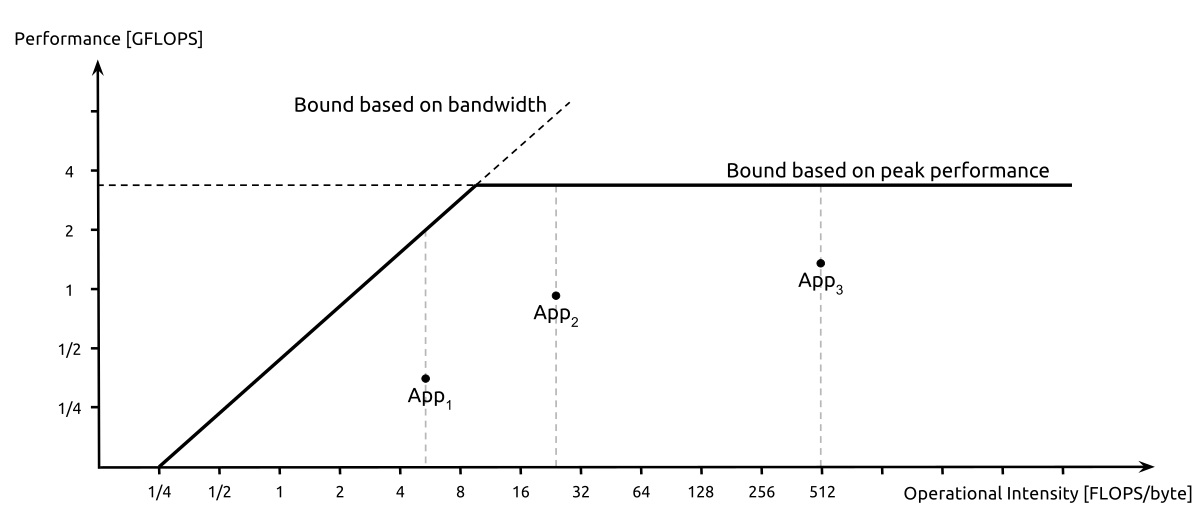 Performance [GFLOPS]
Bound based on bandwidth
4
Bound based on peak performance
2
1
App3
App2
1/2
App1
1/4
1/4 1/2 1 2 4 8 16 32 64 128 256 512 Operational Intensity [FLOPS/byte]